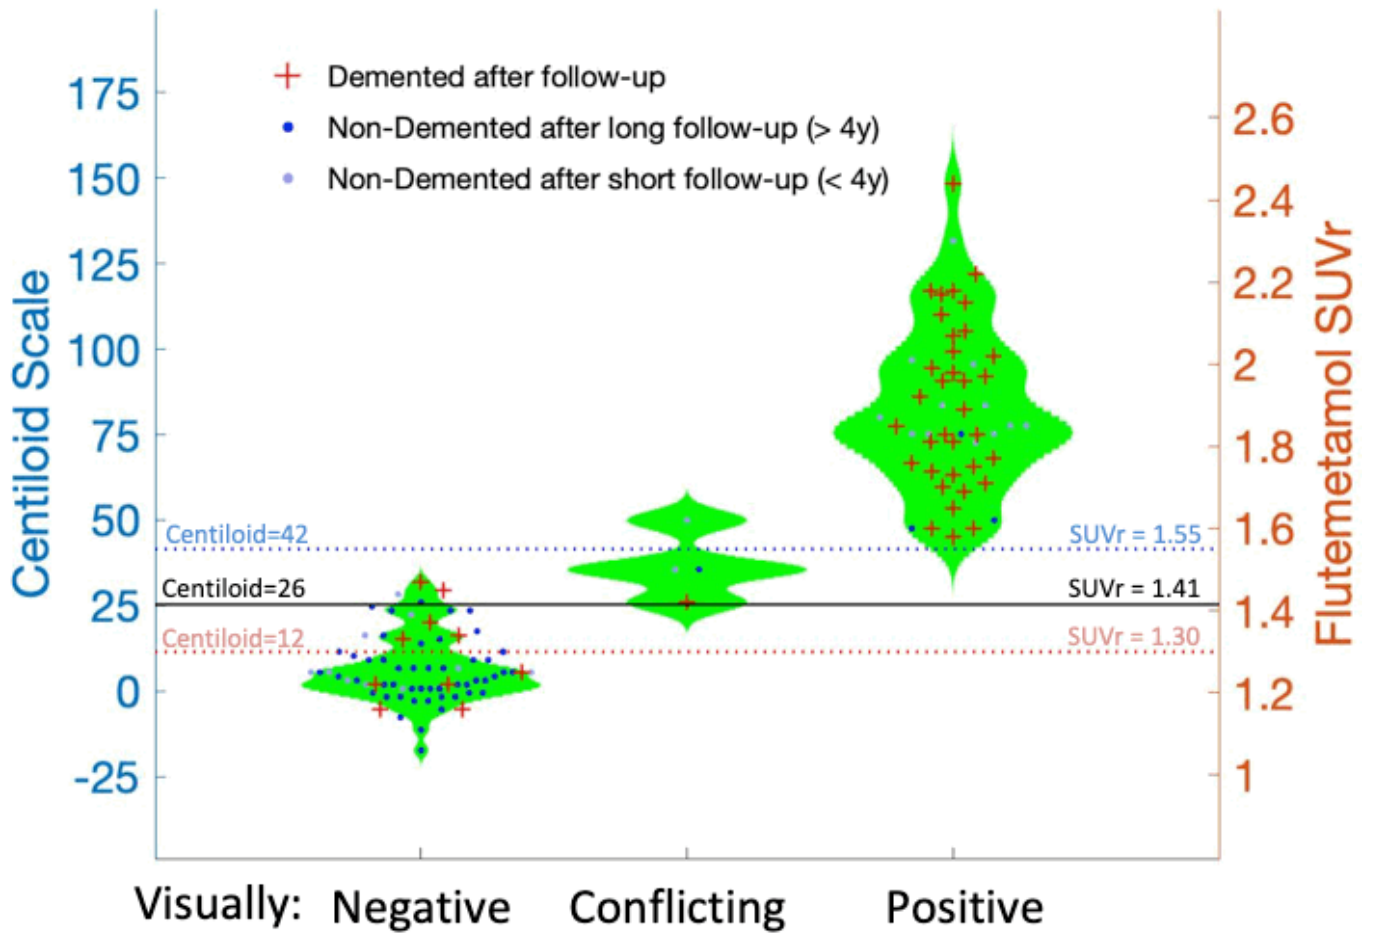 Demented after follow-up
Non-Demented after long follow-up (> 4y)
Non-Demented after short follow-up (< 4y)
Centiloid Scale
175
150
125
100
75
50
25
0
-25
Centiloid=42
SUVr = 1.55
Centiloid=26
SUVr = 1.41
Centiloid=12
SUVr = 1.30
2.6
2.4
2.2
2
1.8
1.6
1.4
1.2
1
Flutemetamol SUVr
Visually: Negative Conflicting Positive